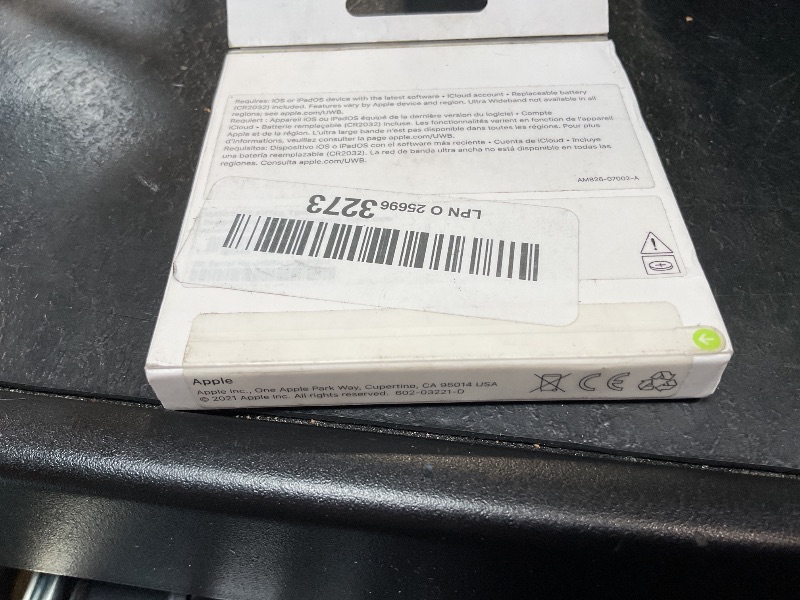 Requires: iOS or iPadOS device with the latest software • iCloud account • Replaceable battery
(CR2032) included. Features vary by Apple device and region. Ultra Wideband not available in all
regions; see apple.com/UWB.
Requiert : Appareil iOS ou iPadOS équipé de la dernière version du logiciel • Compte
iCloud • Batterie remplaçable (CR2032) incluse. Les fonctionnalités varient en fonction de l'appareil
Apple et de la région. L'ultra large bande n'est pas disponible dans toutes les régions. Pour plus
d'informations, veuillez consulter la page apple.com/UWB.
Requisitos: Dispositivo iOS o iPadOS con el software más reciente • Cuenta de iCloud • Incluye
una batería reemplazable (CR2032). La red de banda ultra ancha no está disponible en todas las
regiones. Consulta apple.com/UWB.
AM826-07002-A
LPN O 25696 3273
Apple
Apple Inc., One Apple Park Way, Cupertino, CA 95014 USA
© 2021 Apple Inc. All rights reserved. 602-03221-D
CE